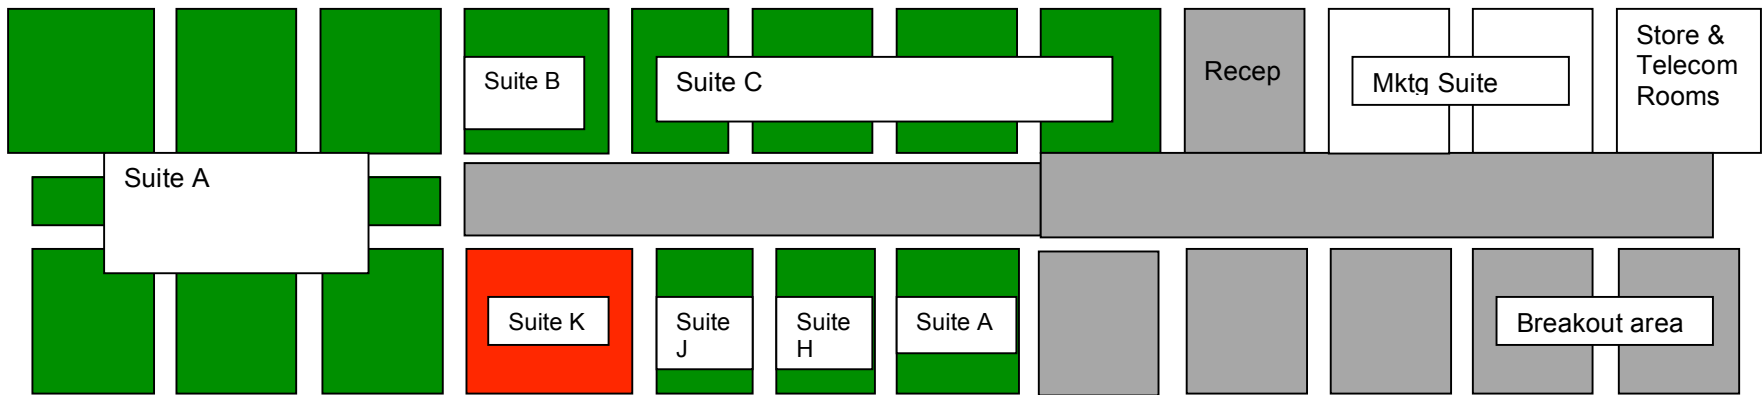 Suite B
Suite C
Recep
Mktg Suite
Store &
Telecom
Rooms
Suite A
Suite K
Suite
J
Suite
H
Suite A
Breakout area